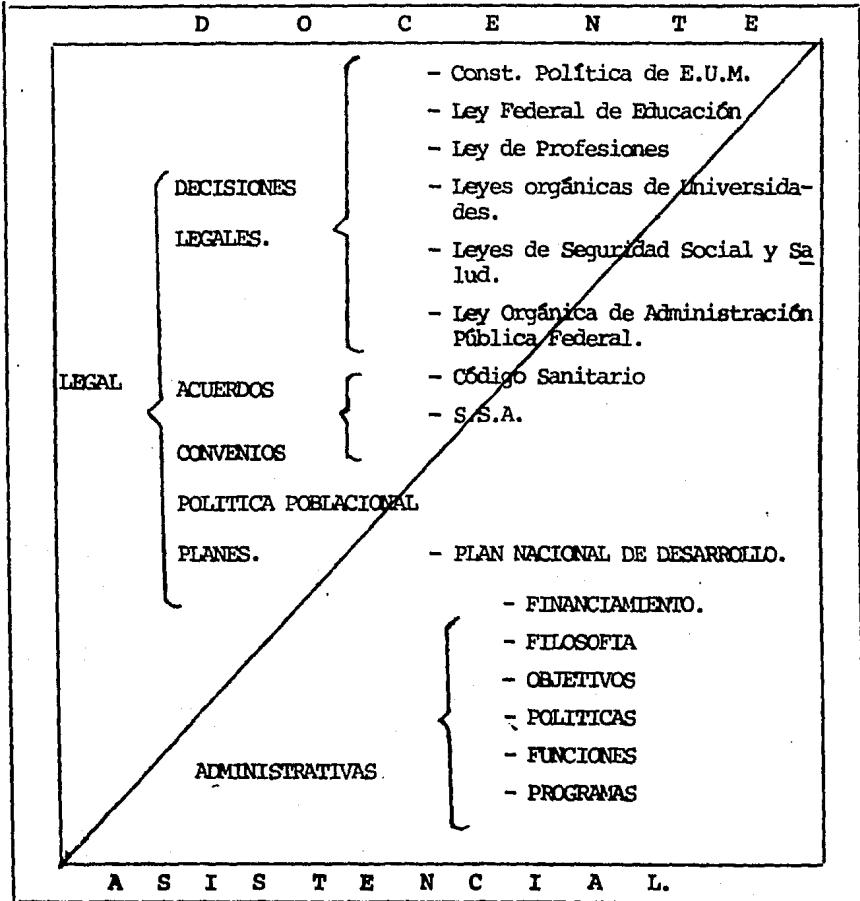 D O C E N T E
- Const. Política de E.U.M.
- Ley Federal de Educación
- Ley de Profesiones
DECISIONES - Leyes orgánicas de Universida-
des.
LEGALES. - Leyes de Seguridad Social y Sa
lud.
- Ley Orgánica de Administración
Pública Federal.
LEGAL ACUERDOS - Código Sanitario
- S.S.A.
CONVENIOS
POLITICA POBLACIONAL
PLANES. - PLAN NACIONAL DE DESARROLLO.
- FINANCIAMIENTO.
- FILOSOFIA
- OBJETIVOS
- POLITICAS
- FUNCIONES
ADMINISTRATIVAS
- PROGRAMAS
A S I S T E N C I A L.